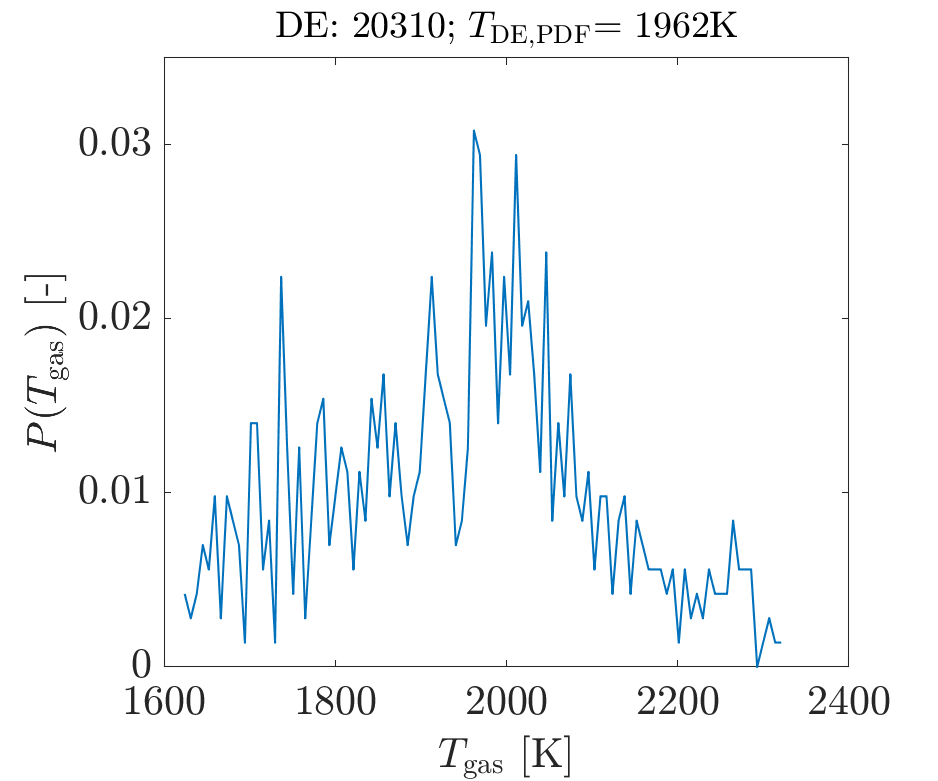 DE: 20310; T_DE,PDF= 1962K
0.03
0.02
0.01
0
P(T_gas) [-]
1600 1800 2000 2200 2400
T_gas [K]